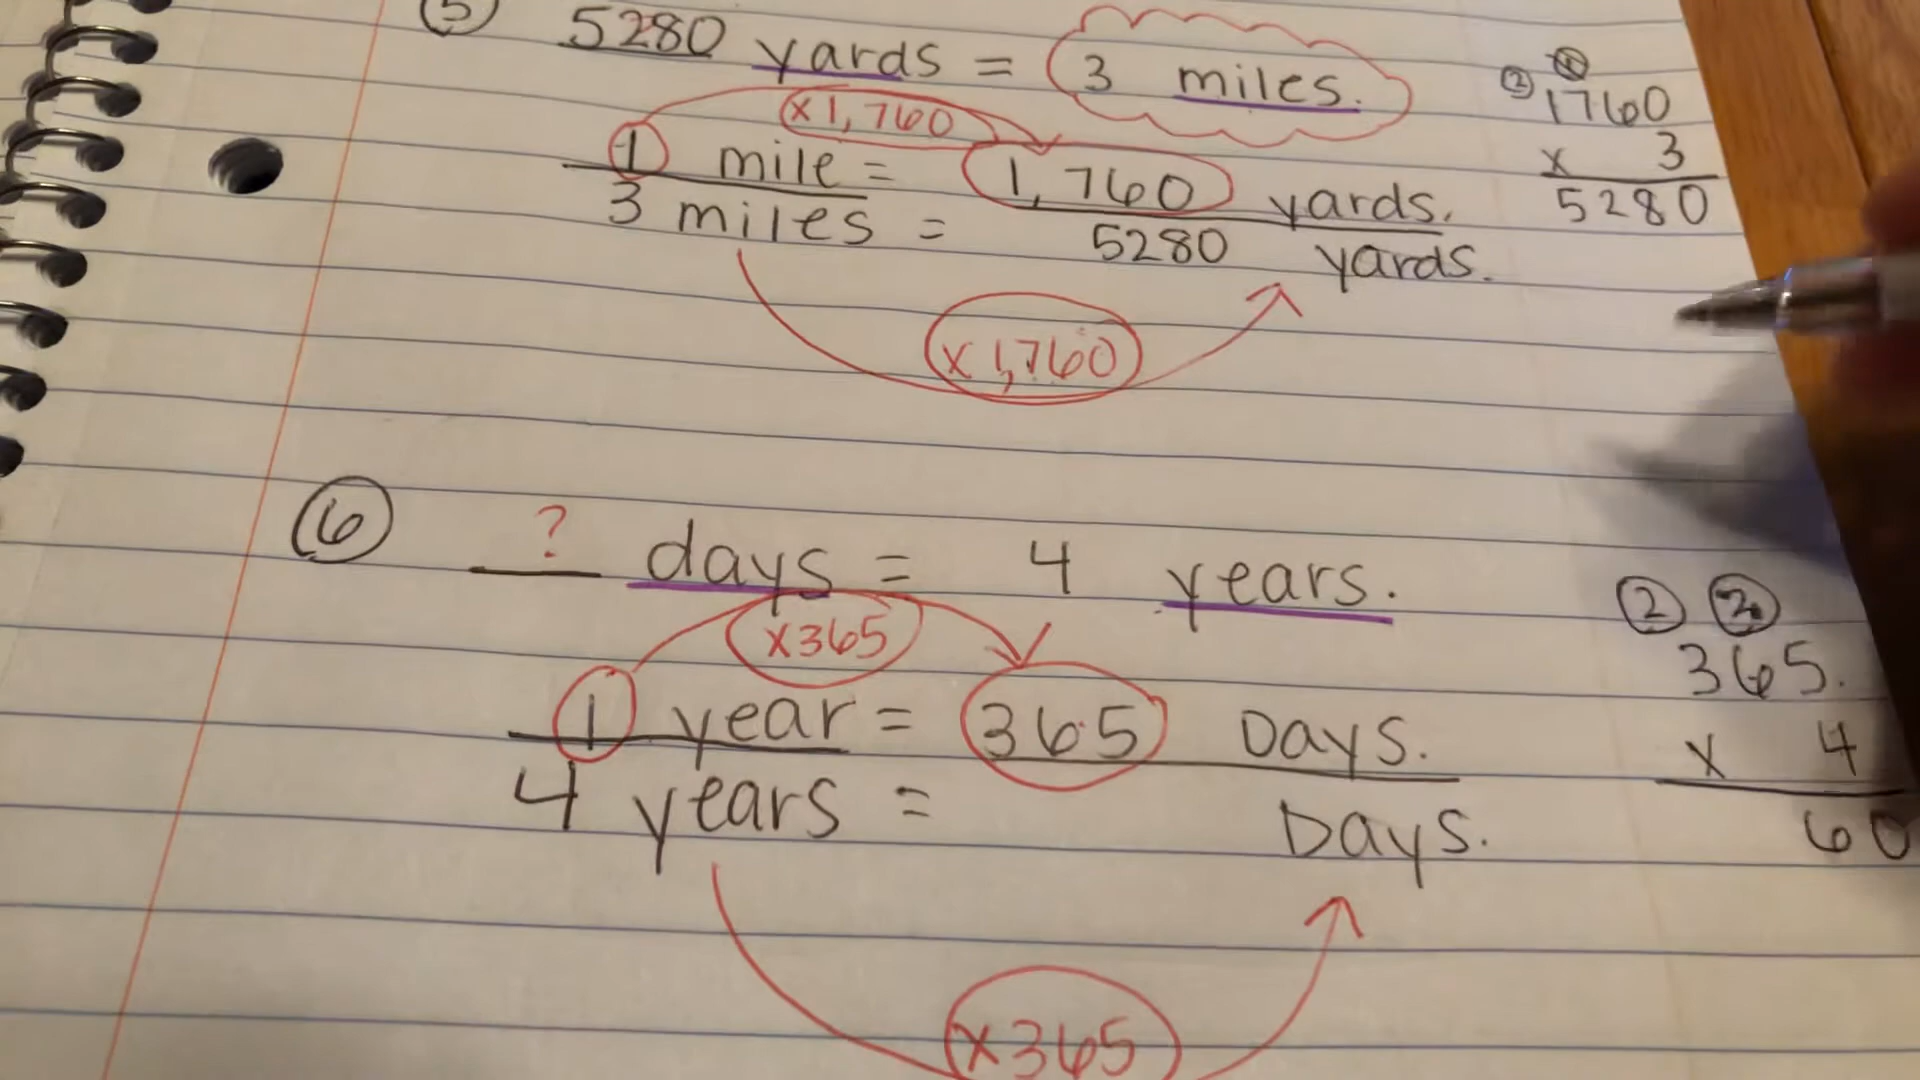 5 5280 yards = 3 miles.
x1,760
1 mile = 1,760 yards.
3 miles = 5280 yards.
x1,760
2 1
1760
x 3
5280
6 ? days = 4 years.
x365
1 year = 365 Days.
4 years = Days.
x365
2 2
365.
x 4
60